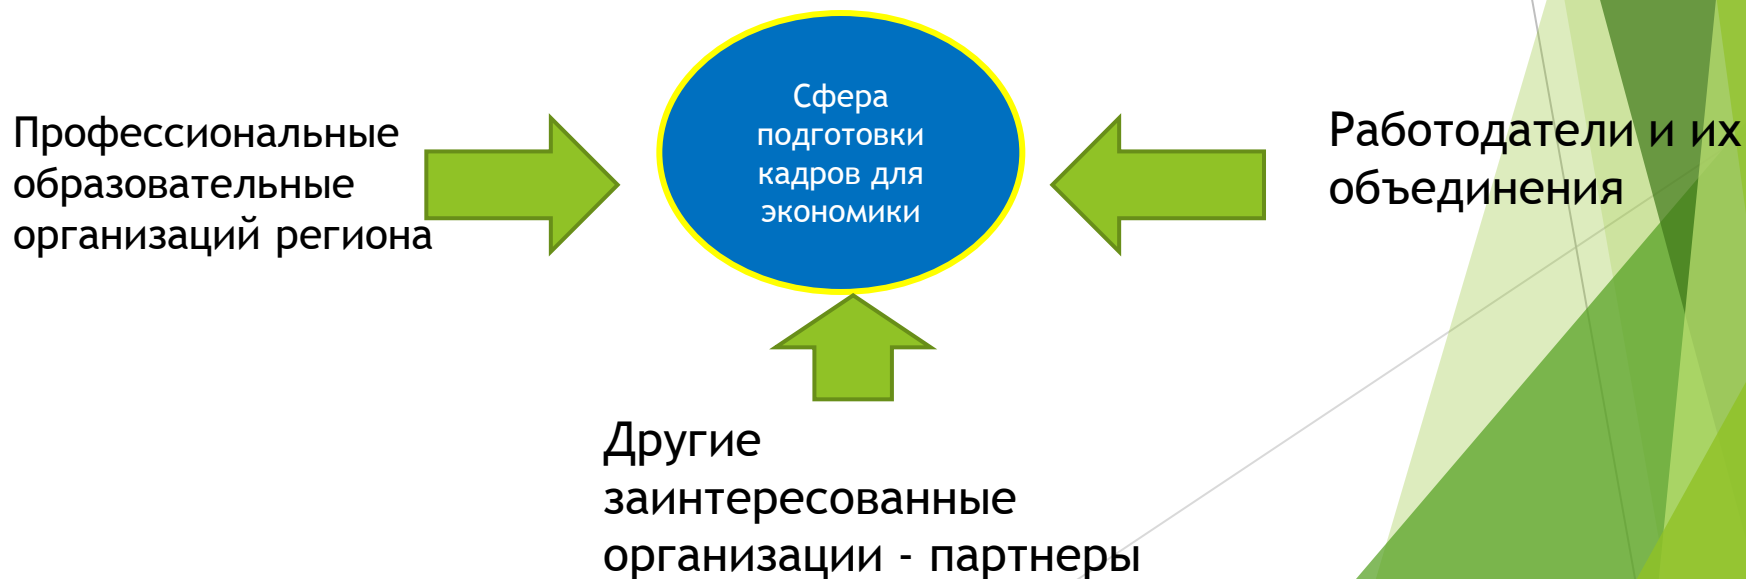 Профессиональные
образовательные
организаций региона
Сфера
подготовки
кадров для
экономики
Работодатели и их
объединения
Другие
заинтересованные
организации - партнеры